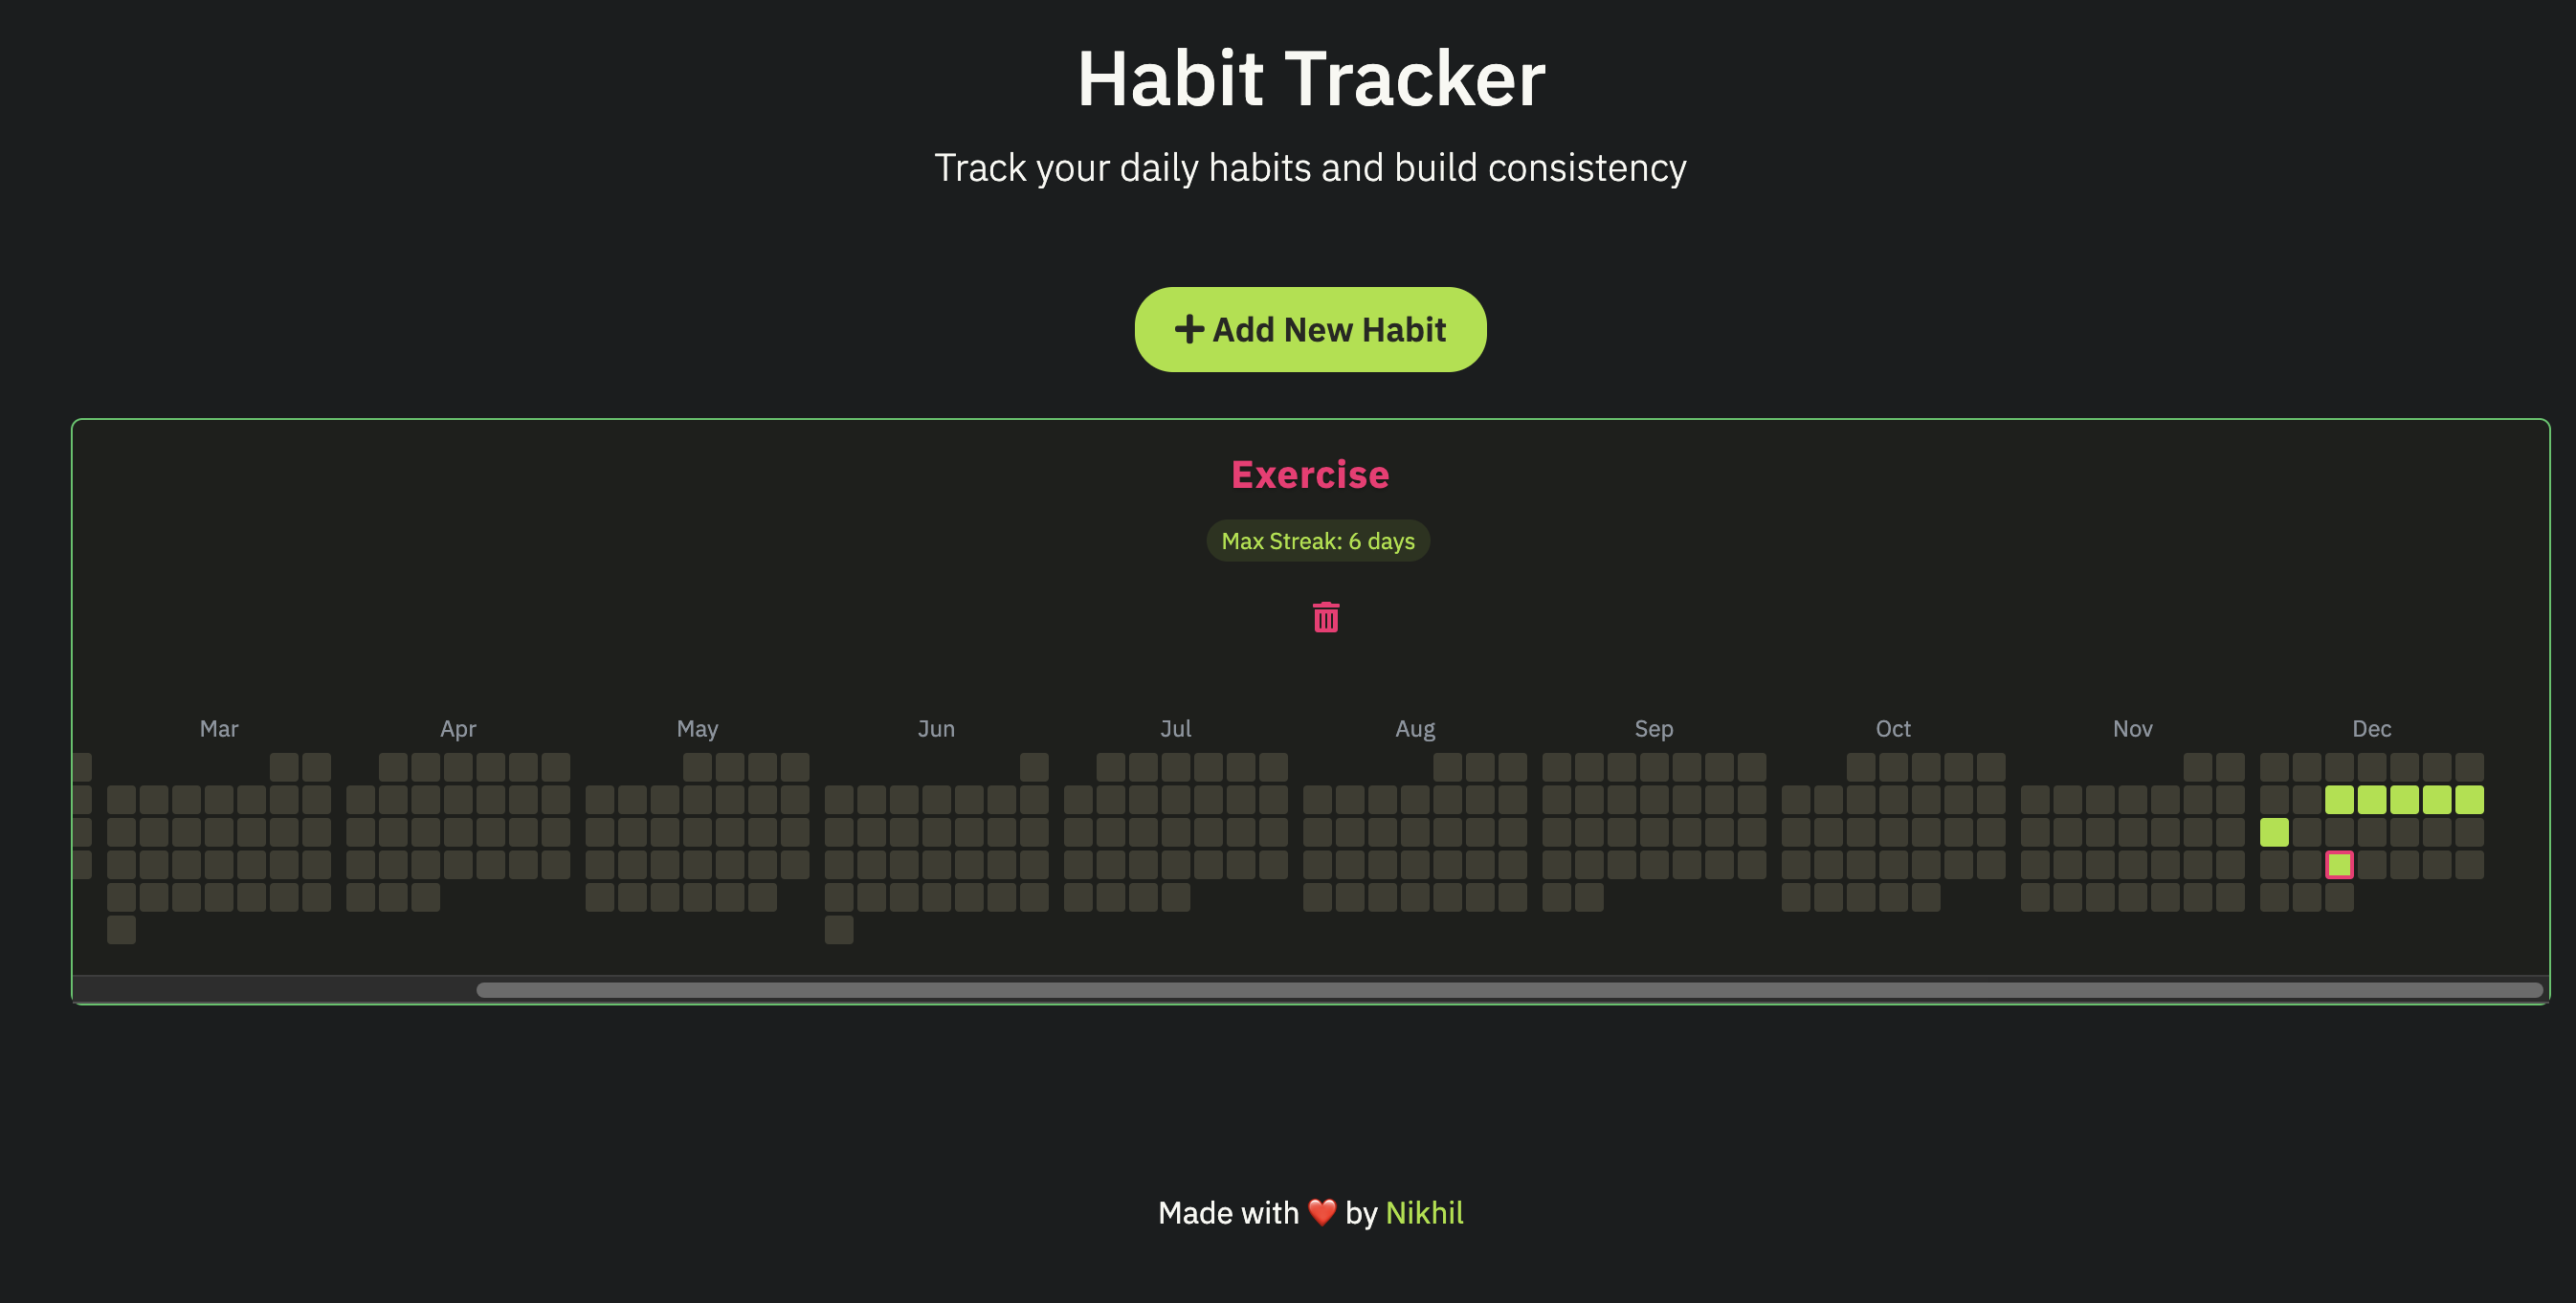 Habit Tracker
Track your daily habits and build consistency
Add New Habit
Exercise
Max Streak: 6 days
Mar Apr May Jun Jul Aug Sep Oct Nov Dec
Made with ❤️ by Nikhil